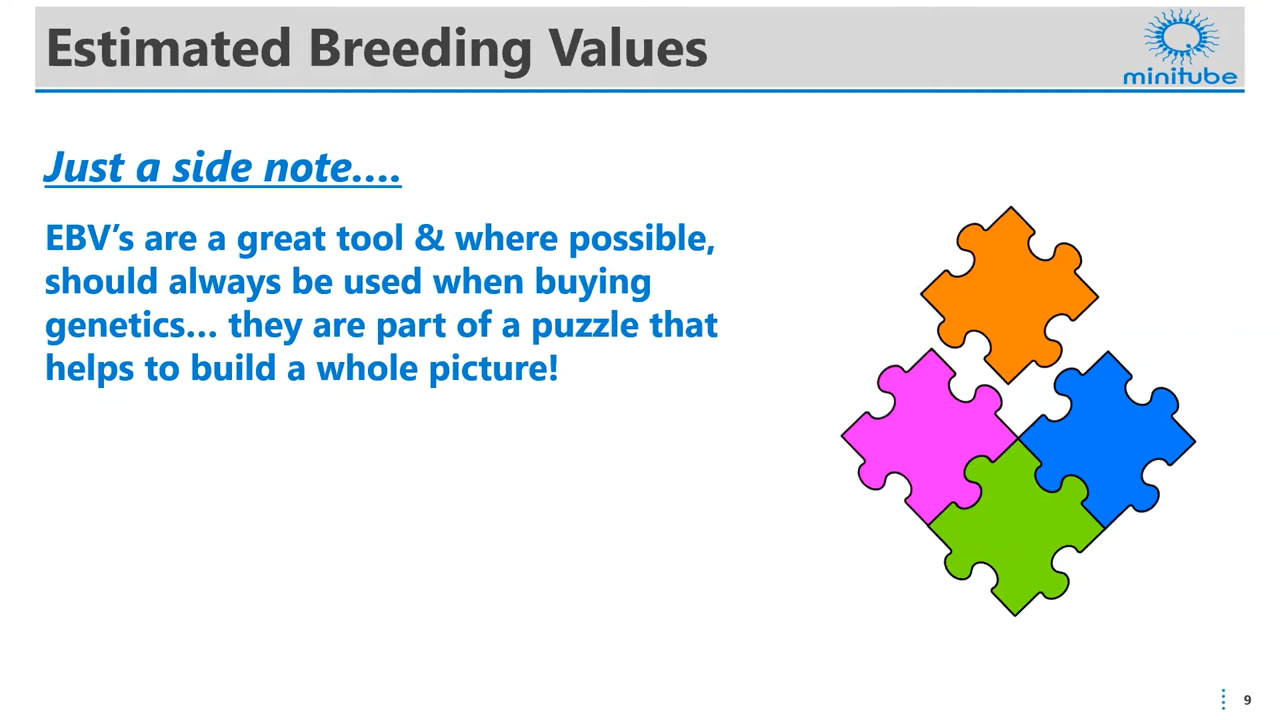 Estimated Breeding Values
minitube
Just a side note....
EBV’s are a great tool & where possible,
should always be used when buying
genetics... they are part of a puzzle that
helps to build a whole picture!
9